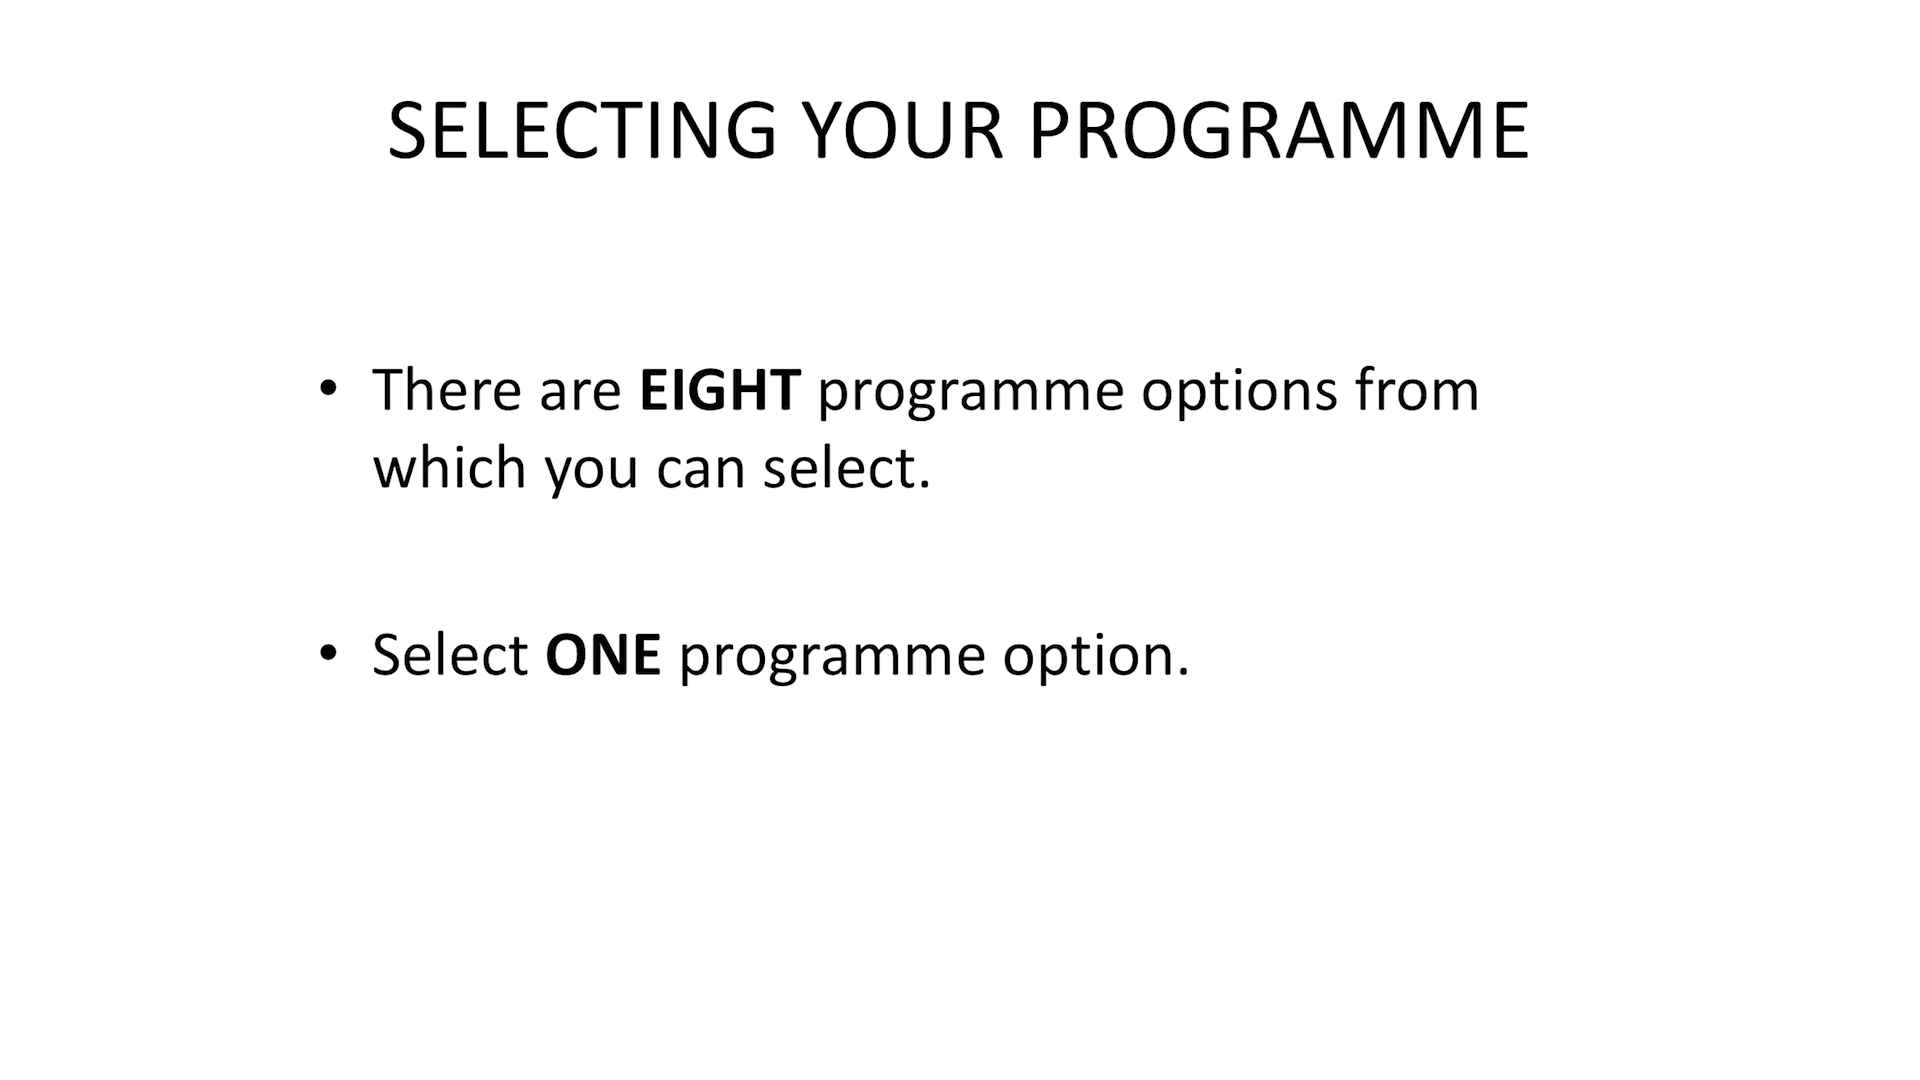 SELECTING YOUR PROGRAMME
• There are EIGHT programme options from
which you can select.
• Select ONE programme option.